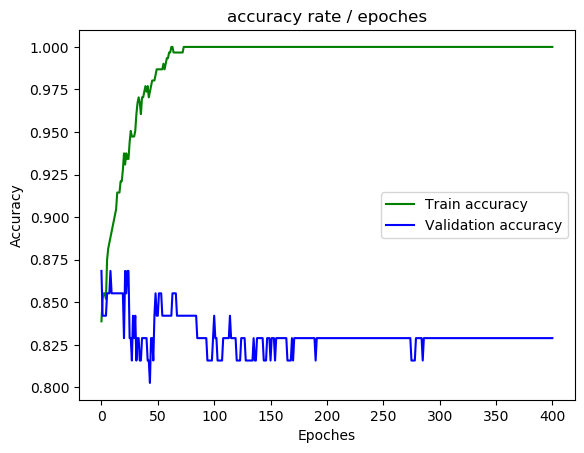 accuracy rate / epoches
1.000
0.975
0.950
0.925
0.900
0.875
0.850
0.825
0.800
Accuracy
Train accuracy
Validation accuracy
0 50 100 150 200 250 300 350 400
Epoches